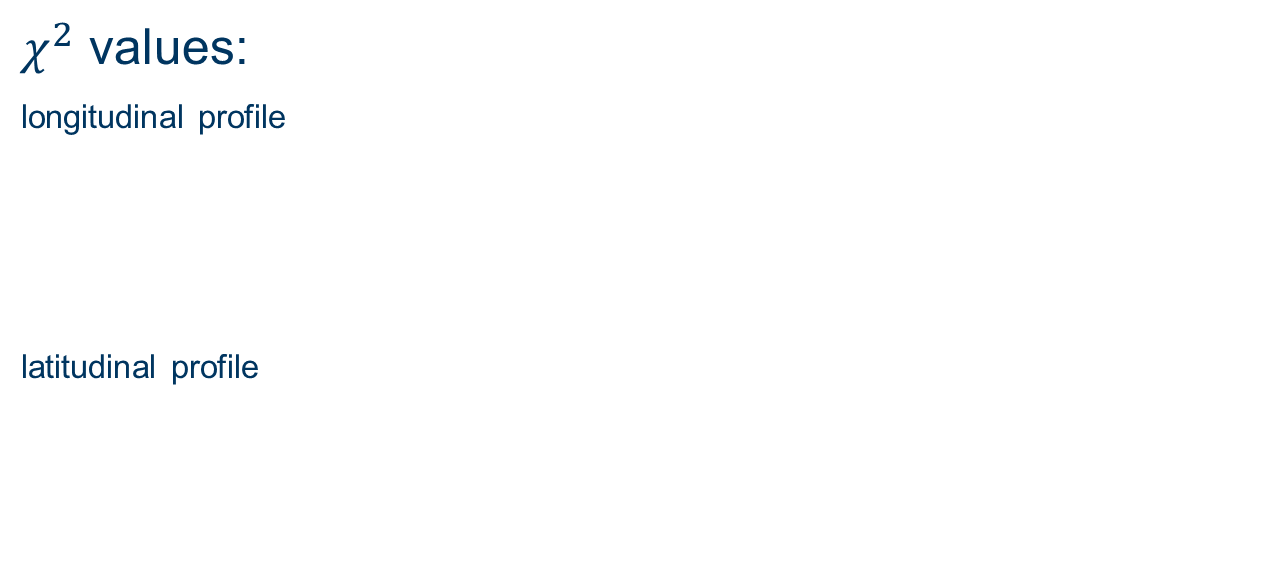 χ² values:
longitudinal profile
latitudinal profile